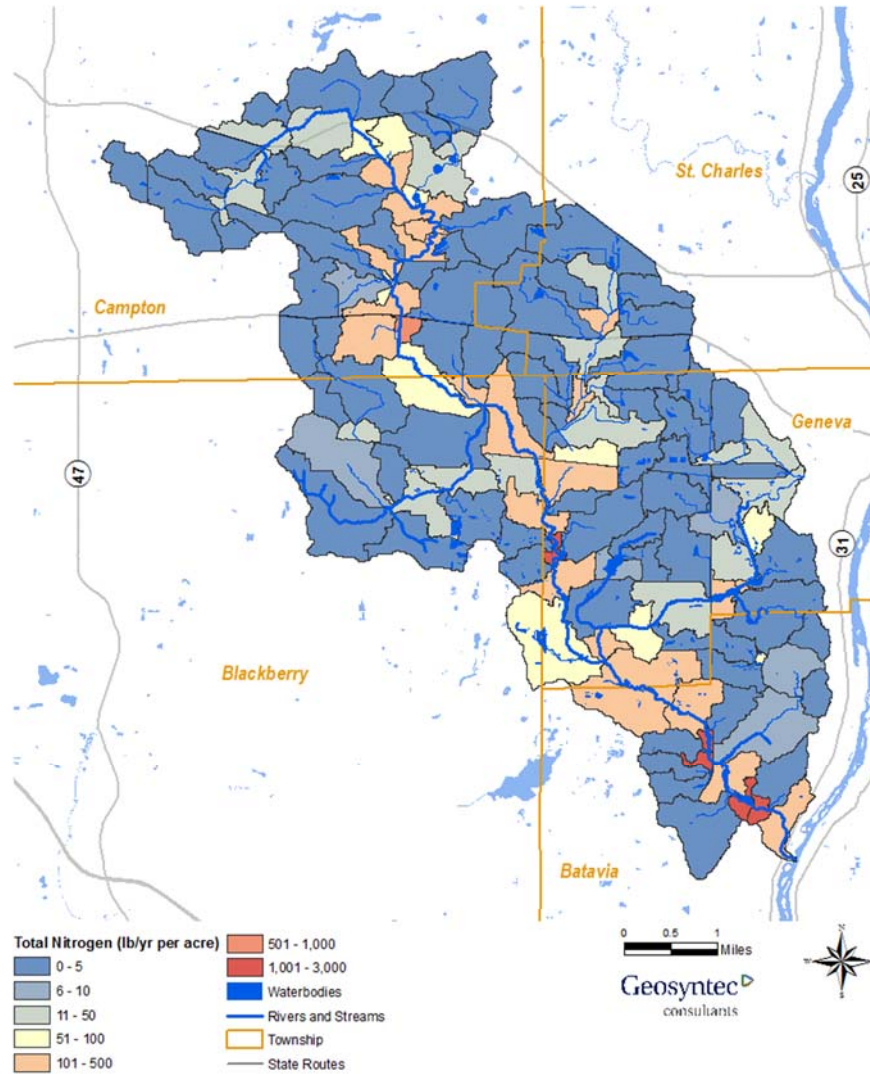 St. Charles
25
Campton
Geneva
47
31
Blackberry
Batavia
Total Nitrogen (lb/yr per acre)
0 - 5
6 - 10
11 - 50
51 - 100
101 - 500
501 - 1,000
1,001 - 3,000
Waterbodies
Rivers and Streams
Township
State Routes
0 0.5 1
Miles
Geosyntec
consultants
N